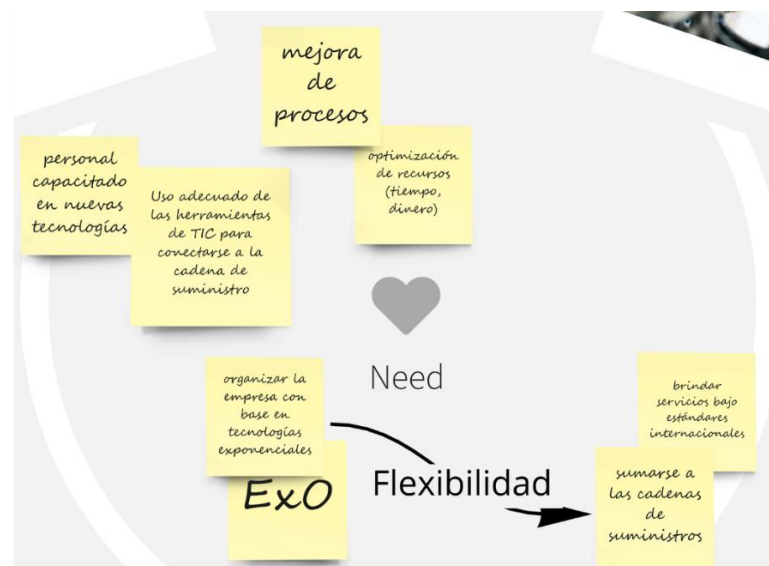 mejora
de
procesos
optimización
de recursos
(tiempo,
dinero)
personal
capacitado
en nuevas
tecnologías
Uso adecuado de
las herramientas
de TIC para
conectarse a la
cadena de
suministro
Need
organizar la
empresa con
base en
tecnologías
exponenciales
ExO
Flexibilidad
brindar
servicios bajo
estándares
internacionales
sumarse a
las cadenas
de
suministros